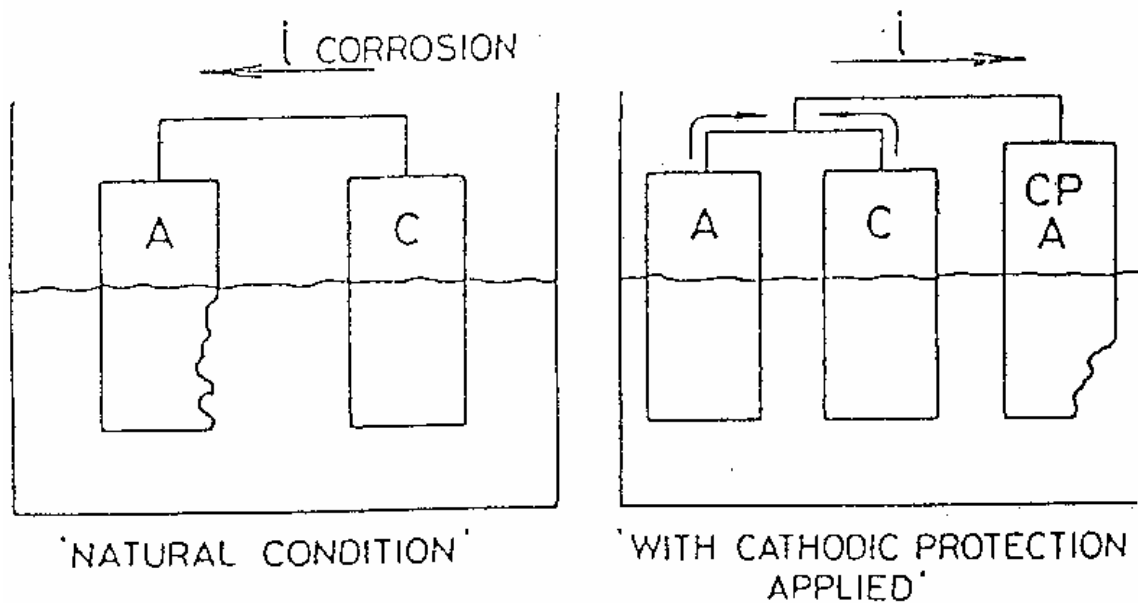 i CORROSION
A
C
'NATURAL CONDITION'
i
A
C
CP
A
'WITH CATHODIC PROTECTION
APPLIED'